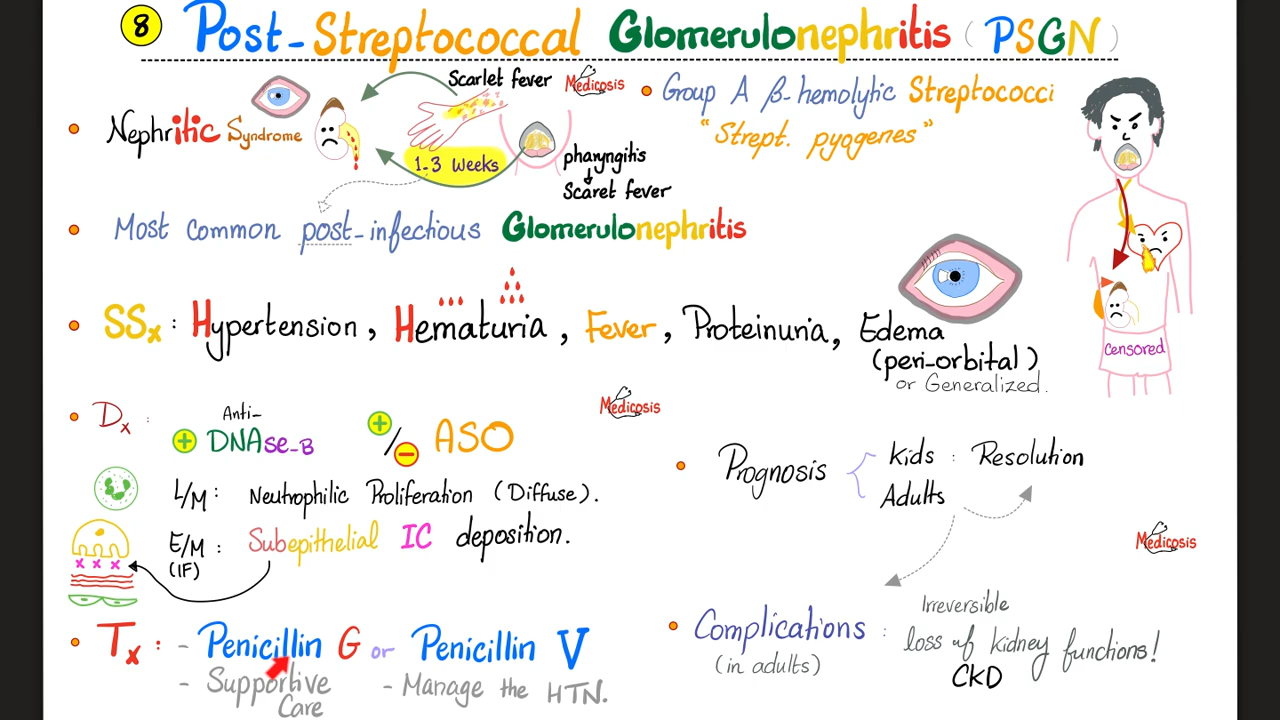 8 Post-Streptococcal Glomerulonephritis (PSGN)
Scarlet fever
Medicosis
Nephritic Syndrome
1-3 Weeks
pharyngitis
Scaret fever
Group A β-hemolytic Streptococci
"Strept. pyogenes"
Most Common post-infectious Glomerulonephritis
SSx : Hypertension, Hematuria, Fever, Proteinuria, Edema
(peri-orbital)
or Generalized.
Censored
Medicosis
Dx :
Anti-
+ DNAse-B
+/- ASO
L/M: Neutrophilic Proliferation (Diffuse).
E/M: Subepithelial IC deposition.
(IF)
x x x
Prognosis
Kids : Resolution
Adults
Medicosis
Tx : - Penicillin G or Penicillin V
- Supportive Care
- Manage the HTN.
Complications :
(in adults)
Irreversible
loss of kidney functions!
CKD